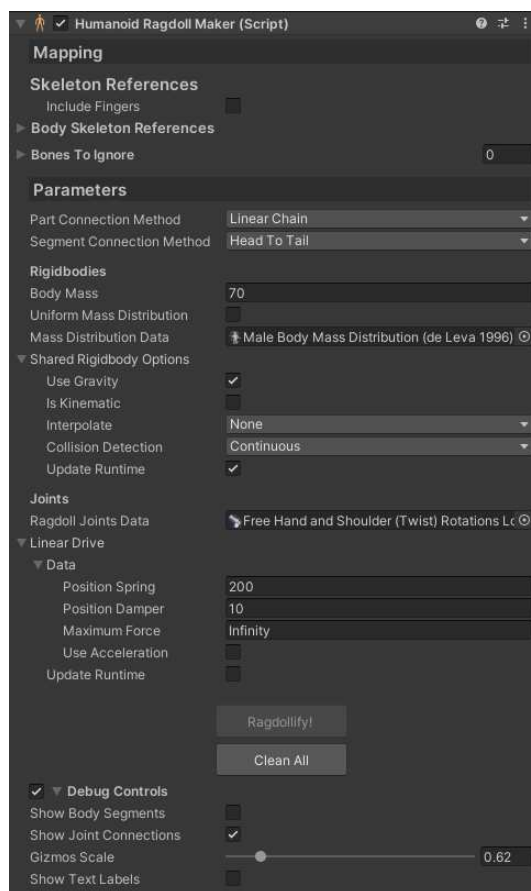 Humanoid Ragdoll Maker (Script)
Mapping
Skeleton References
Include Fingers
Body Skeleton References
Bones To Ignore 0
Parameters
Part Connection Method Linear Chain
Segment Connection Method Head To Tail
Rigidbodies
Body Mass 70
Uniform Mass Distribution
Mass Distribution Data Male Body Mass Distribution (de Leva 1996)
Shared Rigidbody Options
Use Gravity
Is Kinematic
Interpolate None
Collision Detection Continuous
Update Runtime
Joints
Ragdoll Joints Data Free Hand and Shoulder (Twist) Rotations Lo
Linear Drive
Data
Position Spring 200
Position Damper 10
Maximum Force Infinity
Use Acceleration
Update Runtime
Ragdollify!
Clean All
Debug Controls
Show Body Segments
Show Joint Connections
Gizmos Scale 0.62
Show Text Labels